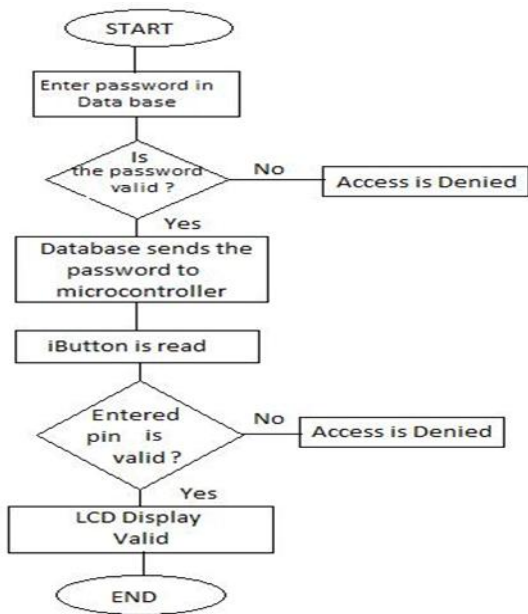 START
Enter password in
Data base
Is
the password
valid ?
No
Access is Denied
Yes
Database sends the
password to
microcontroller
iButton is read
Entered
pin is
valid ?
No
Access is Denied
Yes
LCD Display
Valid
END